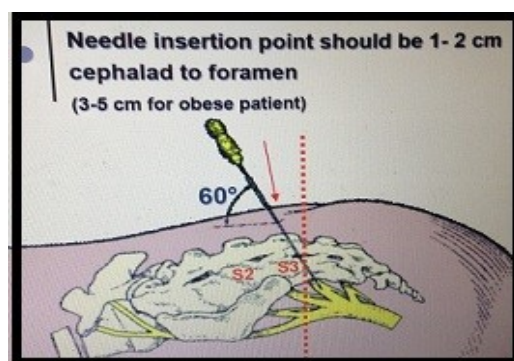 Needle insertion point should be 1- 2 cm
cephalad to foramen
(3-5 cm for obese patient)
60°
S2
S3